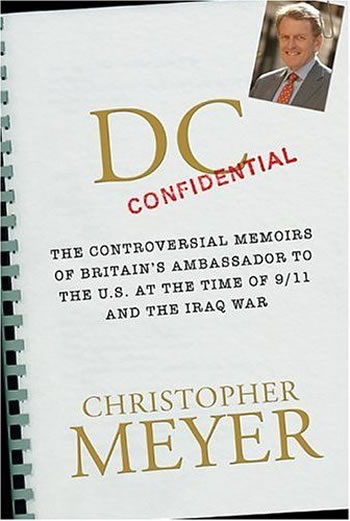 DC
CONFIDENTIAL
THE CONTROVERSIAL MEMOIRS
OF BRITAIN'S AMBASSADOR TO
THE U.S. AT THE TIME OF 9/11
AND THE IRAQ WAR
CHRISTOPHER
MEYER